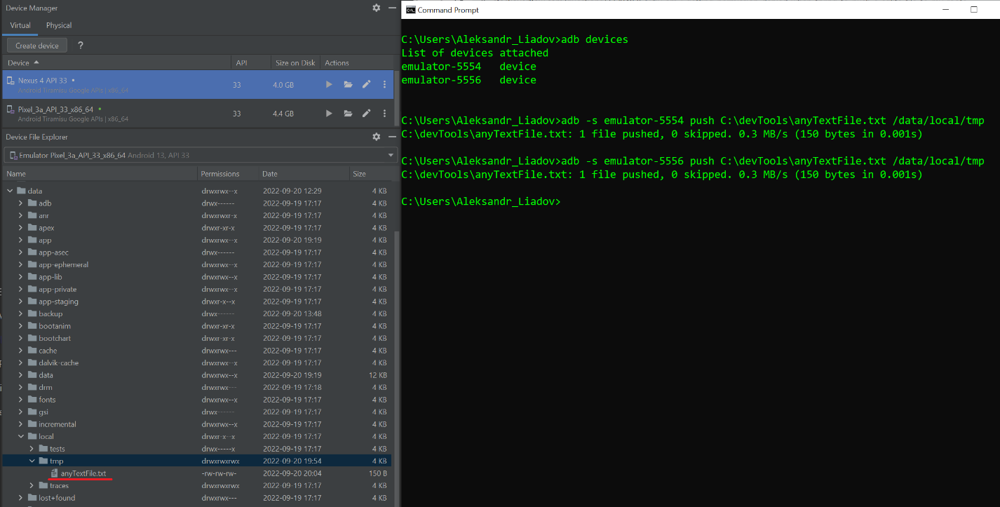 Device Manager
Virtual Physical
Create device ?
Device API Size on Disk Actions
Nexus 4 API 33 33 4.0 GB
Android Tiramisu Google APIs | x86_64
Pixel_3a_API_33_x86_64 33 4.4 GB
Android Tiramisu Google APIs | x86_64
Device File Explorer
Emulator Pixel_3a_API_33_x86_64 Android 13, API 33
Name Permissions Date Size
data drwxrwx--x 2022-09-20 12:29 4 KB
adb drwx------ 2022-09-19 17:17 4 KB
anr drwxrwxr-x 2022-09-19 17:17 4 KB
apex drwxr-xr-x 2022-09-19 17:17 4 KB
app drwxrwx--x 2022-09-20 19:19 4 KB
app-asec drwx------ 2022-09-19 17:17 4 KB
app-ephemeral drwxrwx--x 2022-09-19 17:17 4 KB
app-lib drwxrwx--x 2022-09-19 17:17 4 KB
app-private drwxrwx--x 2022-09-19 17:17 4 KB
app-staging drwxr-x--x 2022-09-19 17:17 4 KB
backup drwx------ 2022-09-20 13:48 4 KB
bootanim drwxr-xr-x 2022-09-19 17:17 4 KB
bootchart drwxr-xr-x 2022-09-19 17:17 4 KB
cache drwxrwx--- 2022-09-19 17:17 4 KB
dalvik-cache drwxrwx--x 2022-09-19 17:17 4 KB
data drwxrwx--x 2022-09-20 19:19 12 KB
drm drwxrwx--- 2022-09-19 17:18 4 KB
fonts drwxrwx--x 2022-09-19 17:17 4 KB
gsi drwx------ 2022-09-19 17:17 4 KB
incremental drwxrwx--x 2022-09-19 17:17 4 KB
local drwxr-x--x 2022-09-19 17:17 4 KB
tests drwx-----x 2022-09-19 17:17 4 KB
tmp drwxrwxrwx 2022-09-20 19:54 4 KB
anyTextFile.txt -rw-rw-rw- 2022-09-20 20:04 150 B
traces drwxrwxrwx 2022-09-19 17:17 4 KB
lost+found drwxrwx--- 2022-09-19 17:17 4 KB
Command Prompt
C:\Users\Aleksandr_Liadov>adb devices
List of devices attached
emulator-5554 device
emulator-5556 device
C:\Users\Aleksandr_Liadov>adb -s emulator-5554 push C:\devTools\anyTextFile.txt /data/local/tmp
C:\devTools\anyTextFile.txt: 1 file pushed, 0 skipped. 0.3 MB/s (150 bytes in 0.001s)
C:\Users\Aleksandr_Liadov>adb -s emulator-5556 push C:\devTools\anyTextFile.txt /data/local/tmp
C:\devTools\anyTextFile.txt: 1 file pushed, 0 skipped. 0.3 MB/s (150 bytes in 0.001s)
C:\Users\Aleksandr_Liadov>